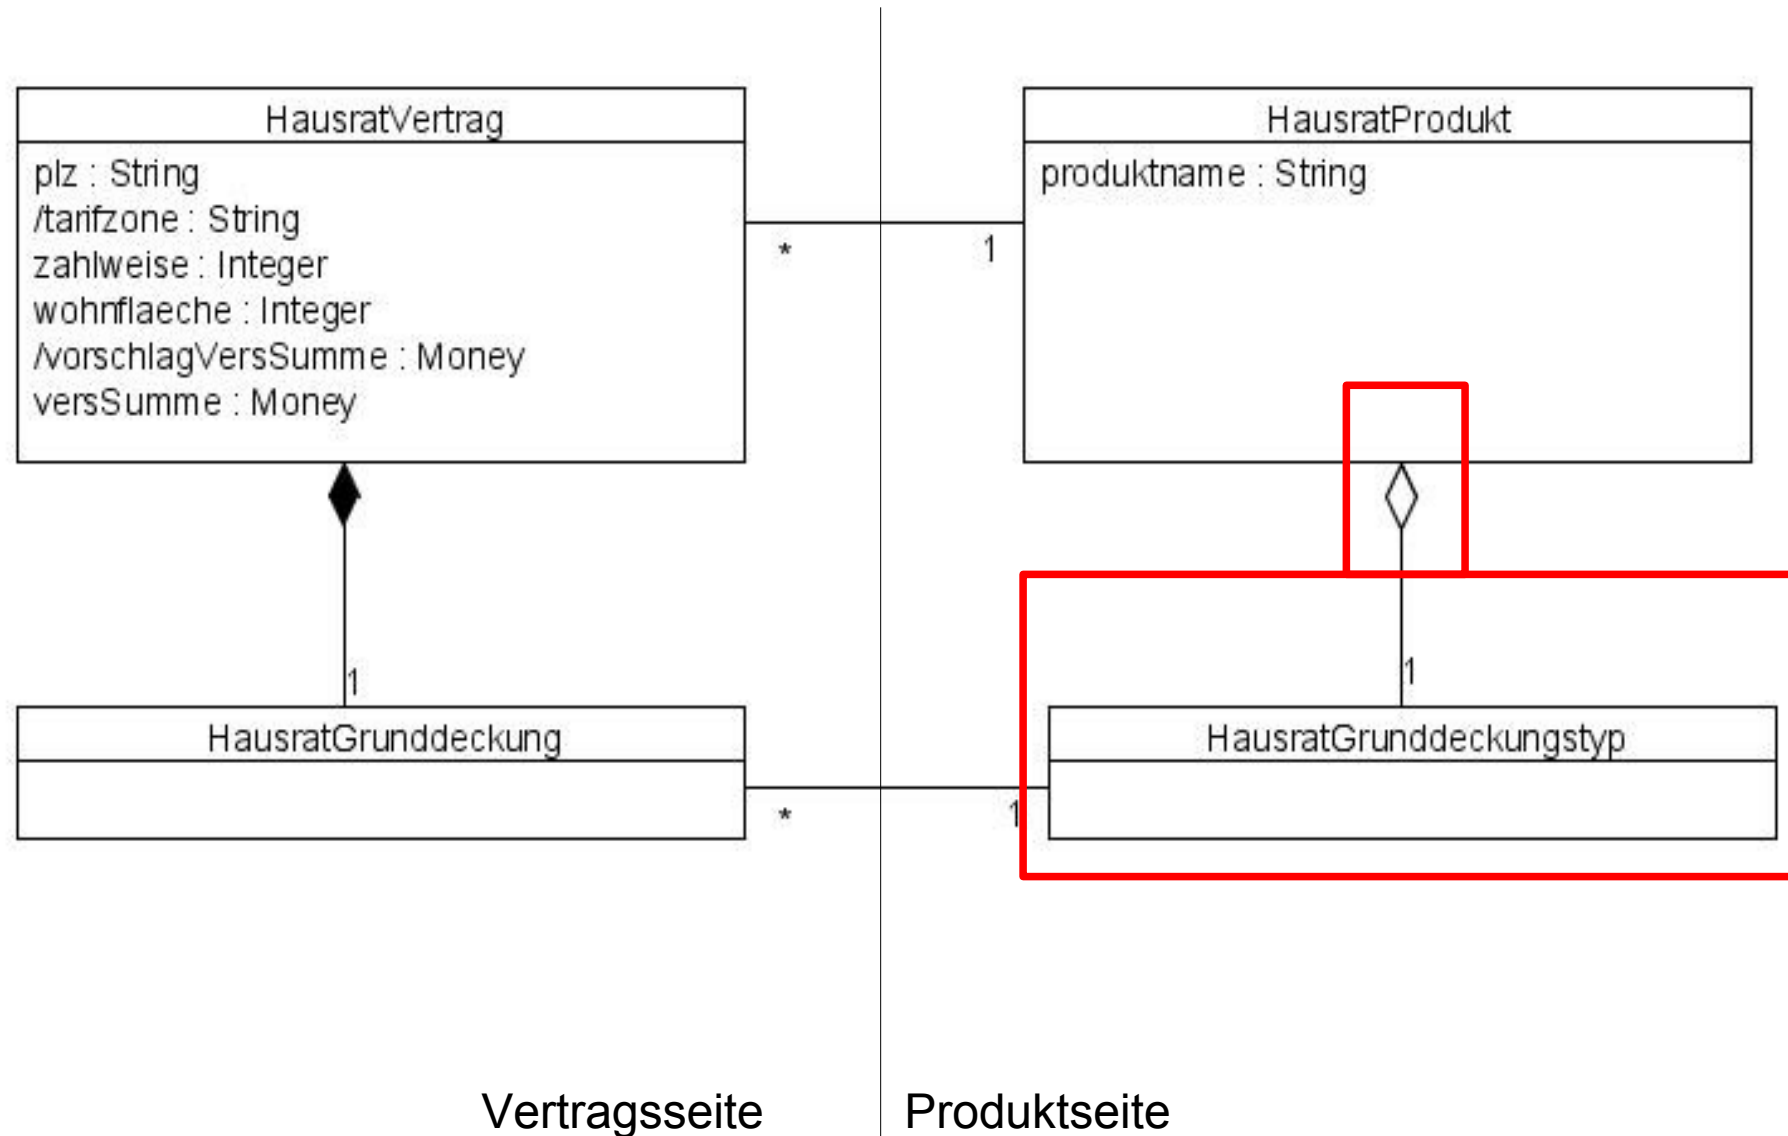 HausratVertrag
plz : String
/tarifzone : String
zahlweise : Integer
wohnflaeche : Integer
/vorschlagVersSumme : Money
versSumme : Money
HausratProdukt
produktname : String
* 1
1
1
HausratGrunddeckung
HausratGrunddeckungstyp
* 1
Vertragsseite
Produktseite